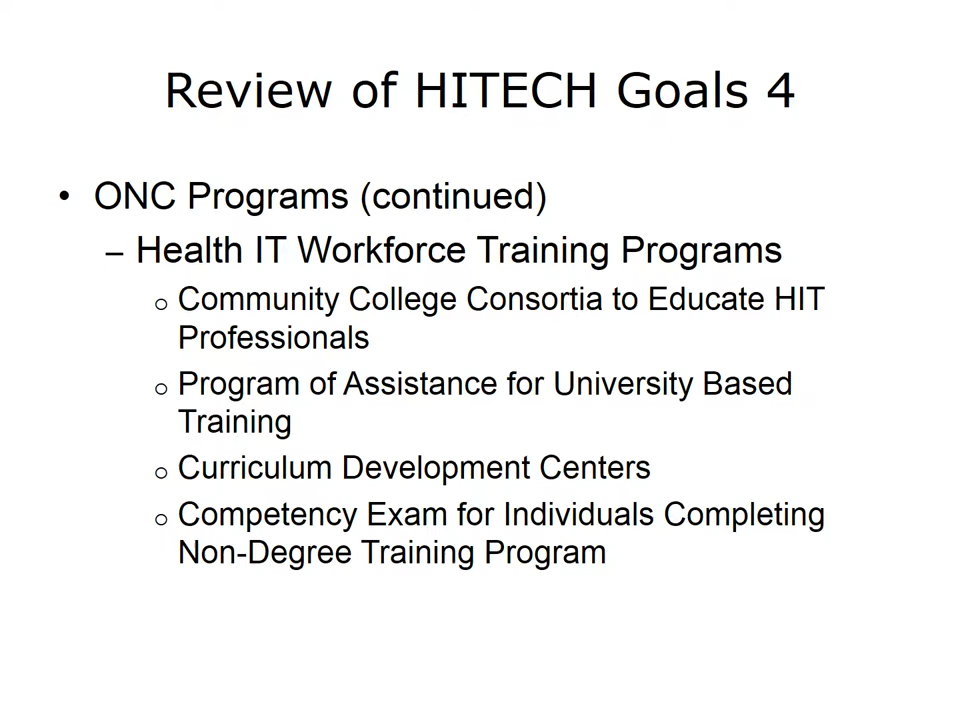 Review of HITECH Goals 4
• ONC Programs (continued)
– Health IT Workforce Training Programs
o Community College Consortia to Educate HIT
Professionals
o Program of Assistance for University Based
Training
o Curriculum Development Centers
o Competency Exam for Individuals Completing
Non-Degree Training Program